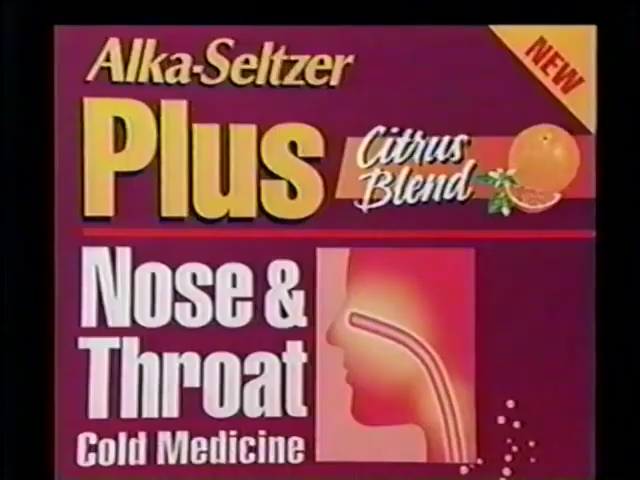 Alka-Seltzer
NEW
Plus
Citrus
Blend
Nose &
Throat
Cold Medicine